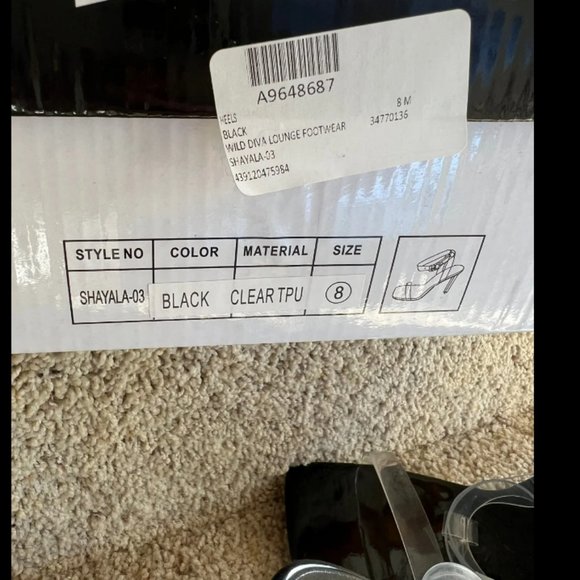 A9648687
HEELS 8 M
BLACK 34770136
WILD DIVA LOUNGE FOOTWEAR
SHAYALA-03
439120475984
STYLE NO COLOR MATERIAL SIZE
SHAYALA-03 BLACK CLEAR TPU 8